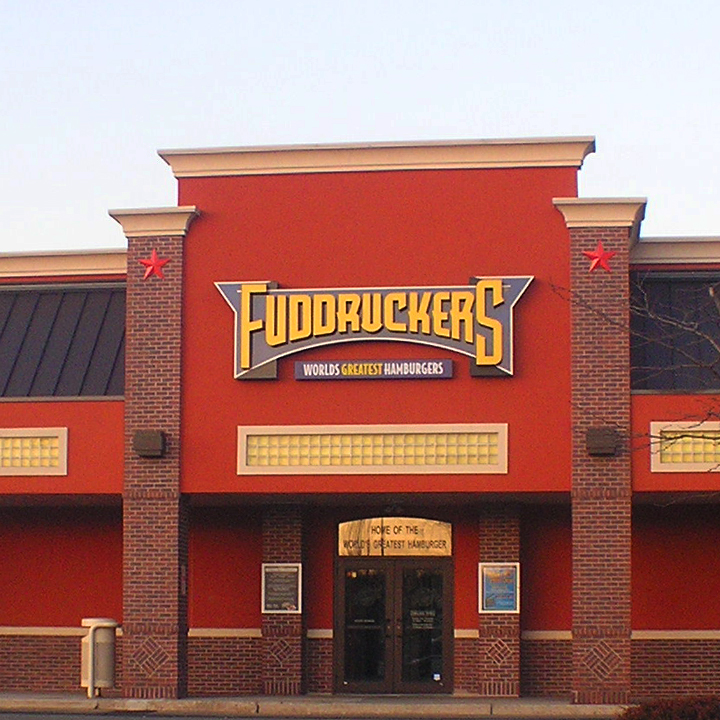 FUDDRUCKERS
WORLDS GREATEST HAMBURGERS
HOME OF THE
WORLD'S GREATEST HAMBURGER